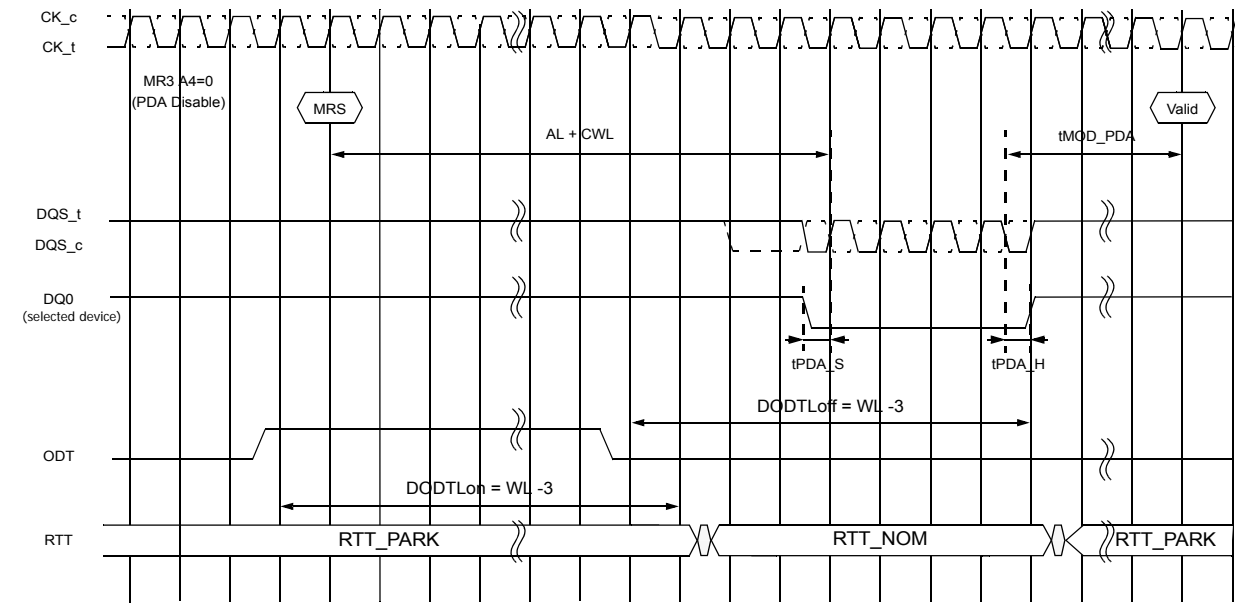 CK_c
CK_t
MR3 A4=0
(PDA Disable)
MRS
Valid
AL + CWL
tMOD_PDA
DQS_t
DQS_c
DQ0
(selected device)
tPDA_S
tPDA_H
DODTLoff = WL -3
ODT
DODTLon = WL -3
RTT
RTT_PARK
RTT_NOM
RTT_PARK